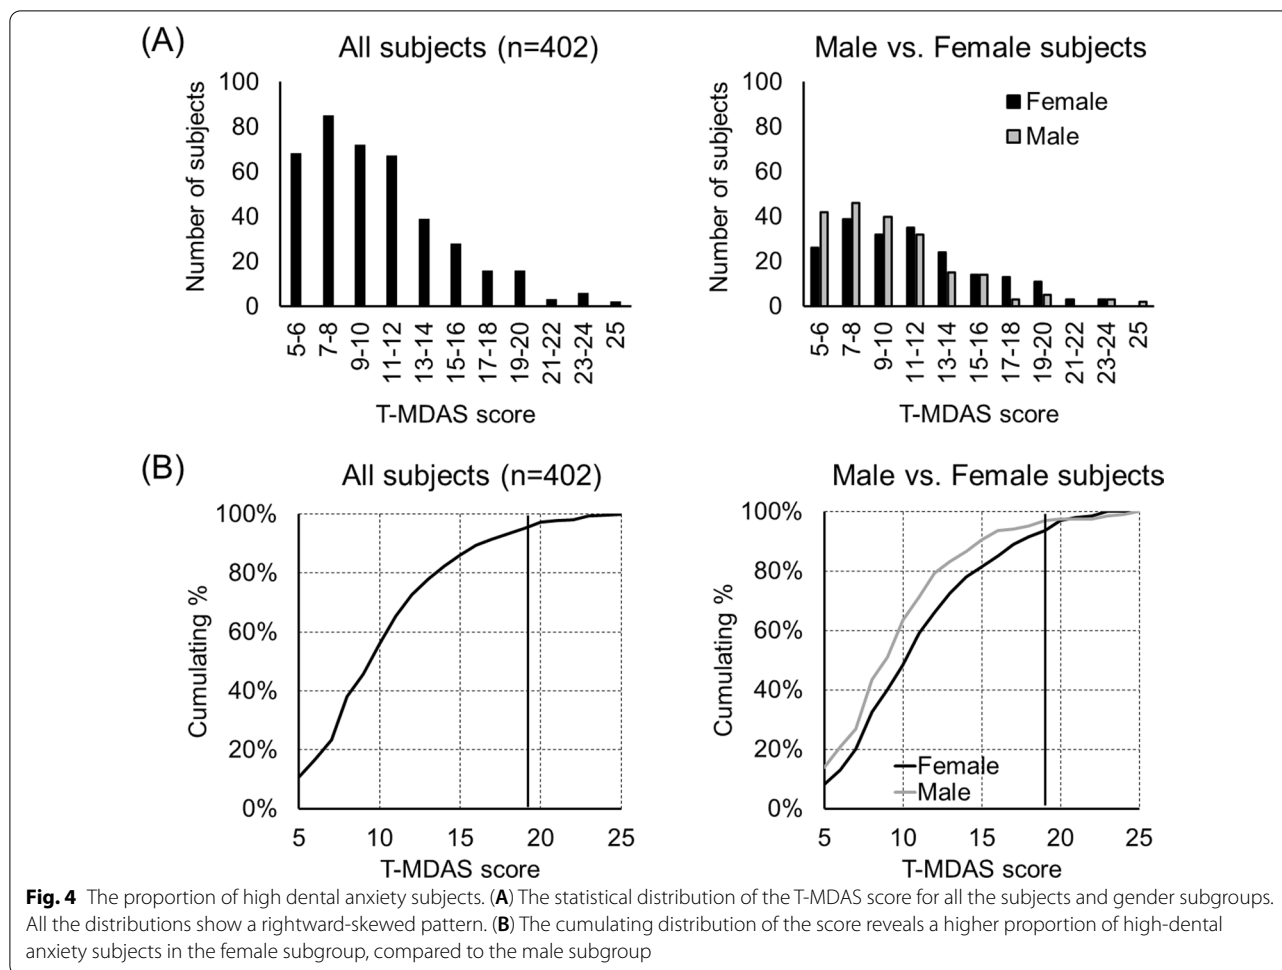 (A)
All subjects (n=402)
Number of subjects
100
80
60
40
20
0
5-6
7-8
9-10
11-12
13-14
15-16
17-18
19-20
21-22
23-24
25
T-MDAS score
Male vs. Female subjects
Number of subjects
100
80
60
40
20
0
Female
Male
5-6
7-8
9-10
11-12
13-14
15-16
17-18
19-20
21-22
23-24
25
T-MDAS score
(B)
All subjects (n=402)
Cumulating %
100%
80%
60%
40%
20%
0%
5 10 15 20 25
T-MDAS score
Male vs. Female subjects
Cumulating %
100%
80%
60%
40%
20%
0%
Female
Male
5 10 15 20 25
T-MDAS score
Fig. 4 The proportion of high dental anxiety subjects. (A) The statistical distribution of the T-MDAS score for all the subjects and gender subgroups.
All the distributions show a rightward-skewed pattern. (B) The cumulating distribution of the score reveals a higher proportion of high-dental
anxiety subjects in the female subgroup, compared to the male subgroup